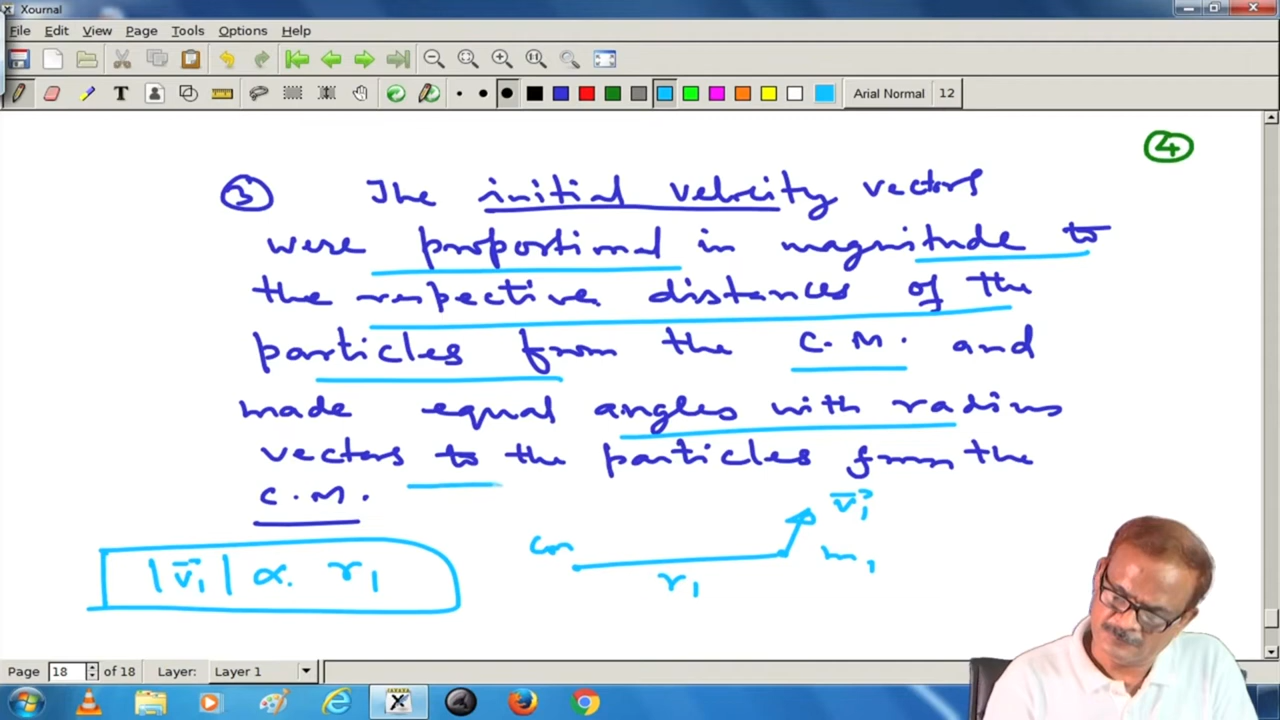 Xournal
File Edit View Page Tools Options Help
Arial Normal 12
4
3 The initial velocity vectors
were proportional in magnitude to
the respective distances of the
particles from the C.M. and
made equal angles with radius
vectors to the particles from the
C.M.
|v⃗₁| ∝ r₁
cm r₁ m₁ v⃗₁
Page 18 of 18 Layer: Layer 1